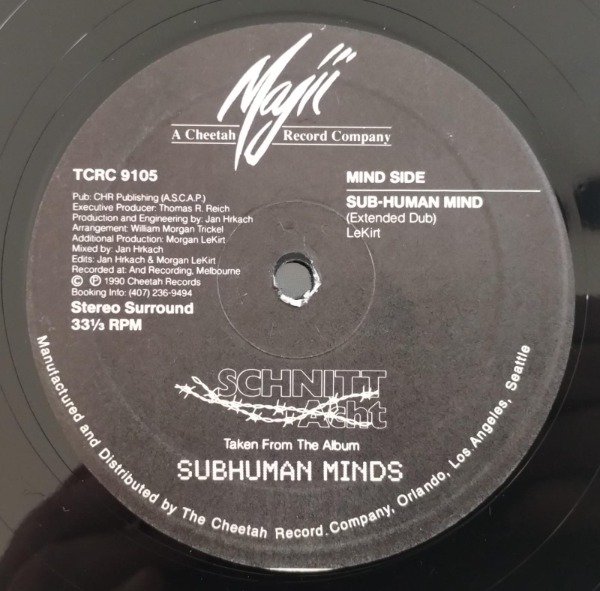 Majii
A Cheetah Record Company
TCRC 9105
Pub: CHR Publishing (A.S.C.A.P.)
Executive Producer: Thomas R. Reich
Production and Engineering by: Jan Hrkach
Arrangement: William Morgan Trickel
Additional Production: Morgan LeKirt
Mixed by: Jan Hrkach
Edits: Jan Hrkach & Morgan LeKirt
Recorded at: And Recording, Melbourne
© ℗ 1990 Cheetah Records
Booking Info: (407) 236-9494
Stereo Surround
33⅓ RPM
MIND SIDE
SUB-HUMAN MIND
(Extended Dub)
LeKirt
SCHNITT
Acht
Taken From The Album
SUBHUMAN MINDS
Manufactured and Distributed by The Cheetah Record Company, Orlando, Los Angeles, Seattle